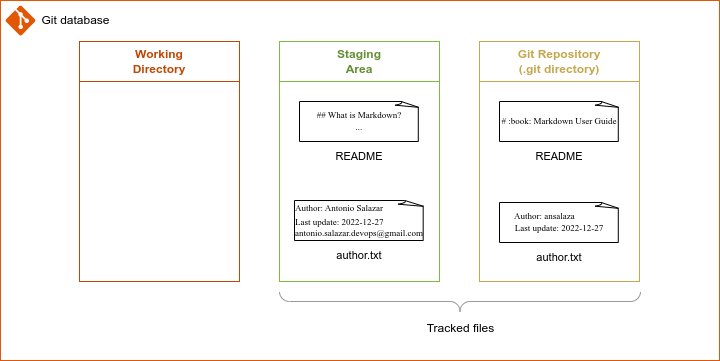 Git database
Working
Directory
Staging
Area
Git Repository
(.git directory)
## What is Markdown?
...
README
# :book: Markdown User Guide
README
Author: Antonio Salazar
Last update: 2022-12-27
antonio.salazar.devops@gmail.com
author.txt
Author: ansalaza
Last update: 2022-12-27
author.txt
Tracked files